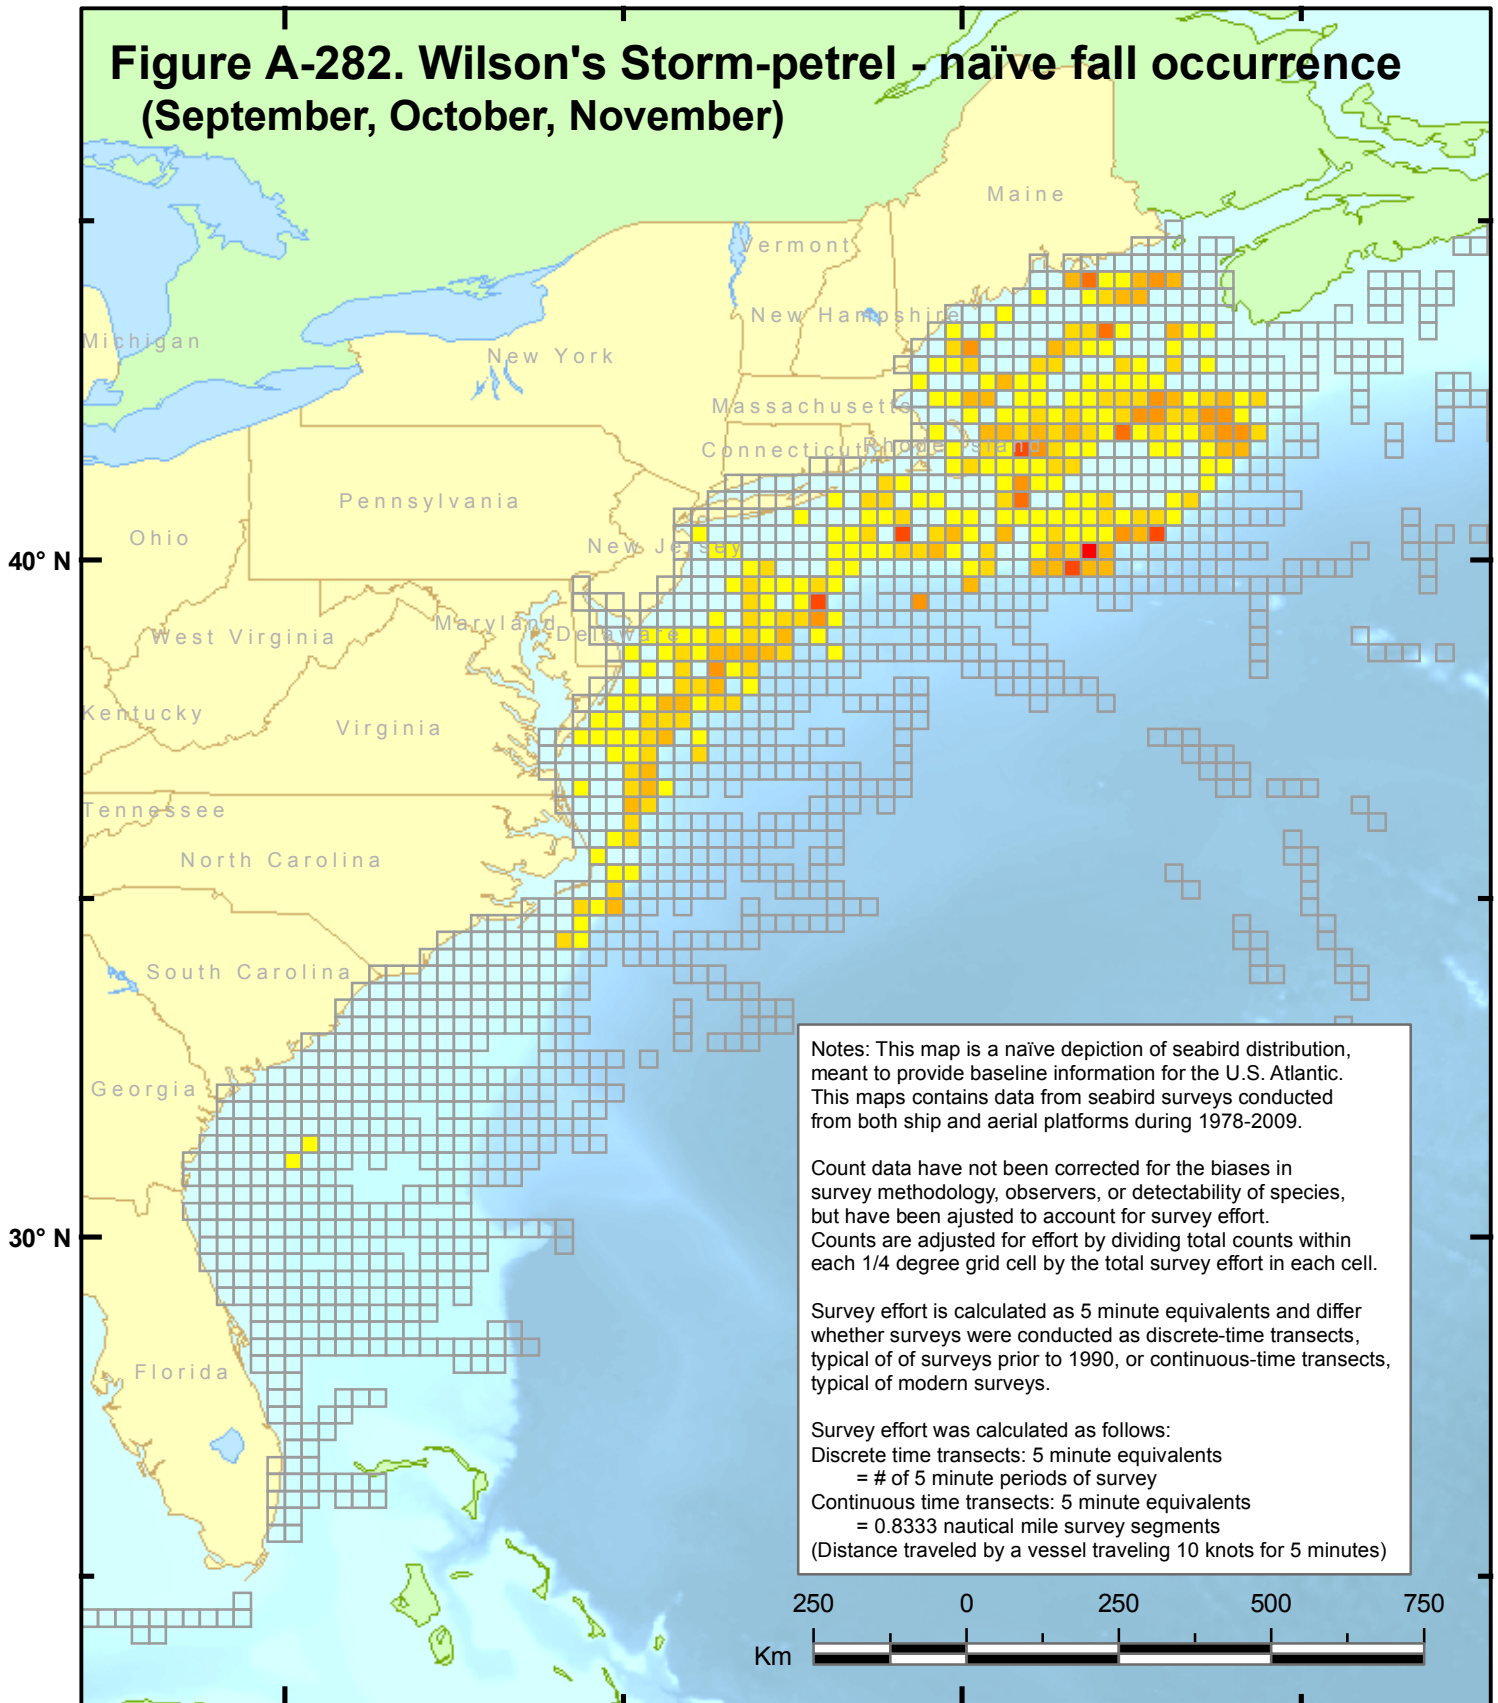 Figure A-282. Wilson's Storm-petrel - naïve fall occurrence
(September, October, November)
Maine
Vermont
New Hampshire
Michigan
New York
Massachusetts
Connecticut
Rhode Island
Pennsylvania
Ohio
New Jersey
40° N
West Virginia
Maryland
Delaware
Kentucky
Virginia
Tennessee
North Carolina
South Carolina
Georgia
30° N
Florida
Notes: This map is a naïve depiction of seabird distribution,
meant to provide baseline information for the U.S. Atlantic.
This maps contains data from seabird surveys conducted
from both ship and aerial platforms during 1978-2009.
Count data have not been corrected for the biases in
survey methodology, observers, or detectability of species,
but have been ajusted to account for survey effort.
Counts are adjusted for effort by dividing total counts within
each 1/4 degree grid cell by the total survey effort in each cell.
Survey effort is calculated as 5 minute equivalents and differ
whether surveys were conducted as discrete-time transects,
typical of of surveys prior to 1990, or continuous-time transects,
typical of modern surveys.
Survey effort was calculated as follows:
Discrete time transects: 5 minute equivalents
= # of 5 minute periods of survey
Continuous time transects: 5 minute equivalents
= 0.8333 nautical mile survey segments
(Distance traveled by a vessel traveling 10 knots for 5 minutes)
250 0 250 500 750
Km